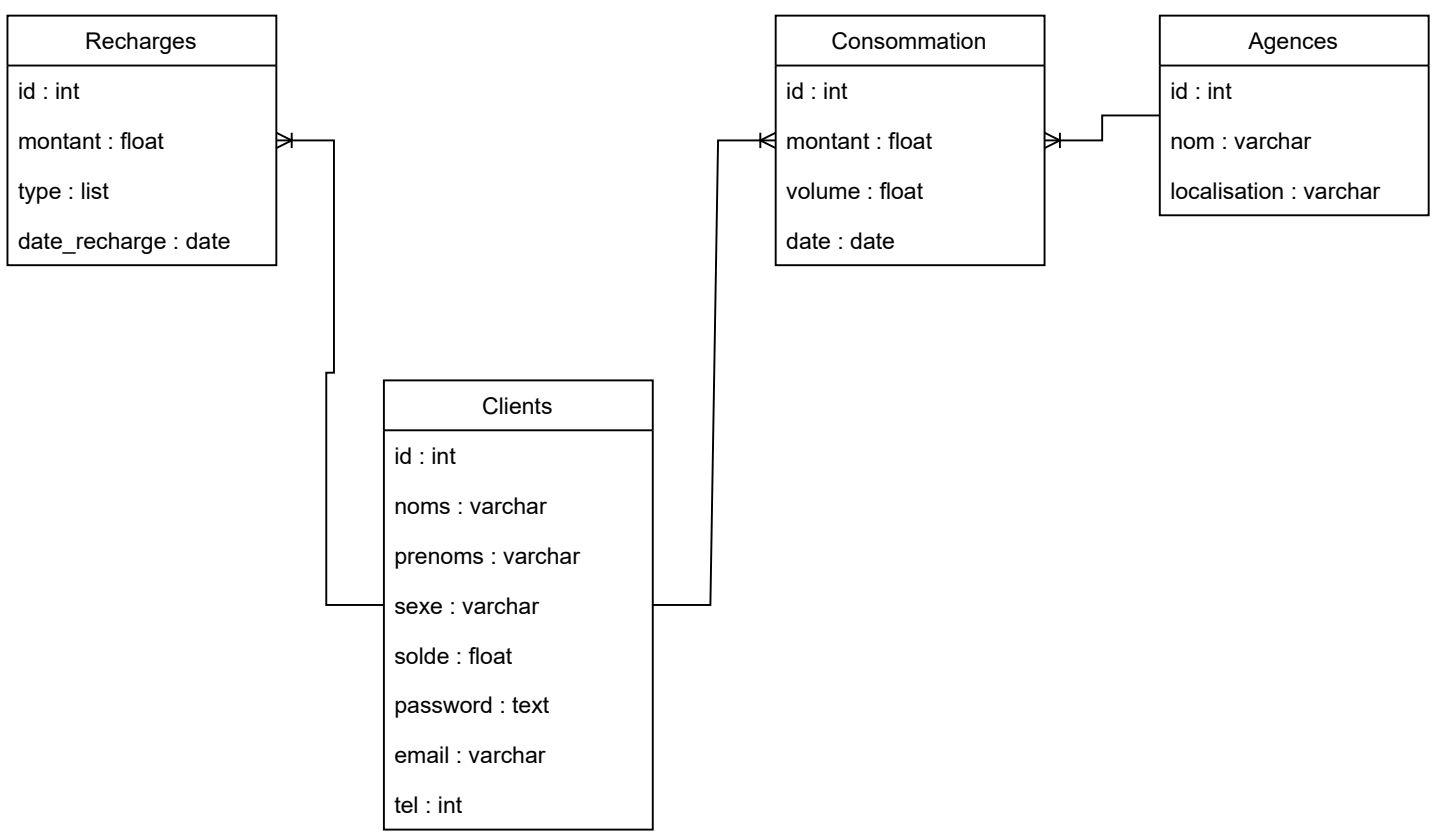 Recharges
id : int
montant : float
type : list
date_recharge : date
Consommation
id : int
montant : float
volume : float
date : date
Agences
id : int
nom : varchar
localisation : varchar
Clients
id : int
noms : varchar
prenoms : varchar
sexe : varchar
solde : float
password : text
email : varchar
tel : int